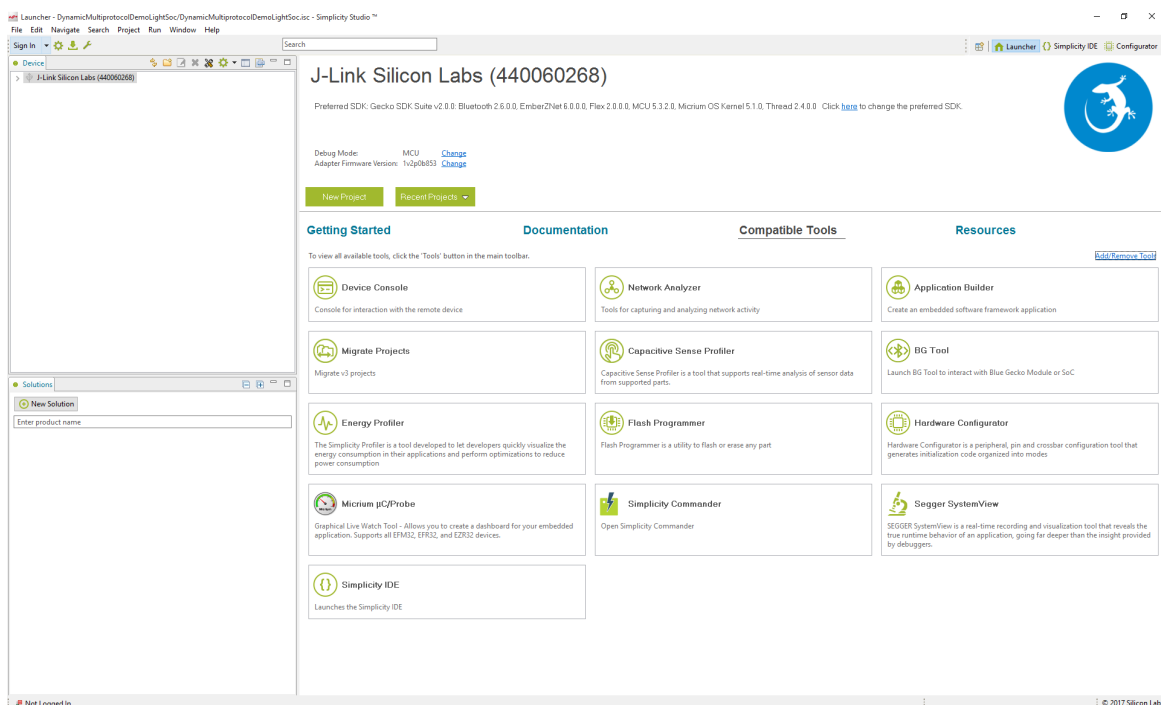 Launcher - DynamicMultiprotocolDemoLightSoc/DynamicMultiprotocolDemoLightSoc.isc - Simplicity Studio ™
File Edit Navigate Search Project Run Window Help
Sign In
Search
Launcher
Simplicity IDE
Configurator
Device
J-Link Silicon Labs (440060268)
J-Link Silicon Labs (440060268)
Preferred SDK: Gecko SDK Suite v2.0.0: Bluetooth 2.6.0.0, EmberZNet 6.0.0.0, Flex 2.0.0.0, MCU 5.3.2.0, Micrium OS Kernel 5.1.0, Thread 2.4.0.0 Click here to change the preferred SDK.
Debug Mode: MCU Change
Adapter Firmware Version: 1v2p0b853 Change
New Project
Recent Projects
Getting Started
Documentation
Compatible Tools
Resources
To view all available tools, click the 'Tools' button in the main toolbar.
Add/Remove Tools
Device Console
Console for interaction with the remote device
Network Analyzer
Tools for capturing and analyzing network activity
Application Builder
Create an embedded software framework application
Migrate Projects
Migrate v3 projects
Capacitive Sense Profiler
Capacitive Sense Profiler is a tool that supports real-time analysis of sensor data
from supported parts.
BG Tool
Launch BG Tool to interact with Blue Gecko Module or SoC
Solutions
New Solution
Enter product name
Energy Profiler
The Simplicity Profiler is a tool developed to let developers quickly visualize the
energy consumption in their applications and perform optimizations to reduce
power consumption
Flash Programmer
Flash Programmer is a utility to flash or erase any part
Hardware Configurator
Hardware Configurator is a peripheral, pin and crossbar configuration tool that
generates initialization code organized into modes
Micrium µC/Probe
Graphical Live Watch Tool - Allows you to create a dashboard for your embedded
application. Supports all EFM32, EFR32, and EZR32 devices.
Simplicity Commander
Open Simplicity Commander
Segger SystemView
SEGGER SystemView is a real-time recording and visualization tool that reveals the
true runtime behavior of an application, going far deeper than the insight provided
by debuggers.
Simplicity IDE
Launches the Simplicity IDE
Not Logged In
© 2017 Silicon Lab